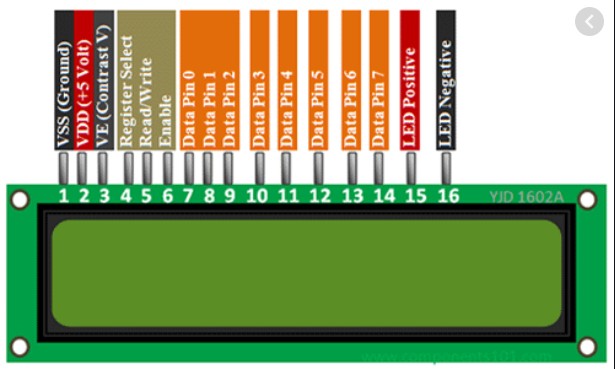 VSS (Ground)
VDD (+5 Volt)
VE (Contrast V)
Register Select
Read/Write
Enable
Data Pin 0
Data Pin 1
Data Pin 2
Data Pin 3
Data Pin 4
Data Pin 5
Data Pin 6
Data Pin 7
LED Positive
LED Negative
1 2 3 4 5 6 7 8 9 10 11 12 13 14 15 16
YJD 1602A
www.components101.com